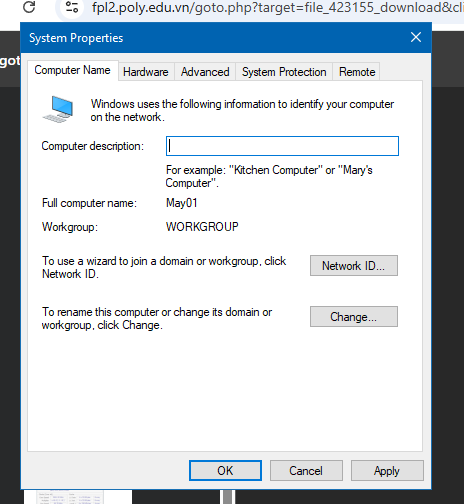 fpl2.poly.edu.vn/goto.php?target=file_423155_download&cli
System Properties
got
Computer Name Hardware Advanced System Protection Remote
Windows uses the following information to identify your computer
on the network.
Computer description:
For example: "Kitchen Computer" or "Mary's
Computer".
Full computer name: May01
Workgroup: WORKGROUP
To use a wizard to join a domain or workgroup, click
Network ID.
Network ID...
To rename this computer or change its domain or
workgroup, click Change.
Change...
OK Cancel Apply